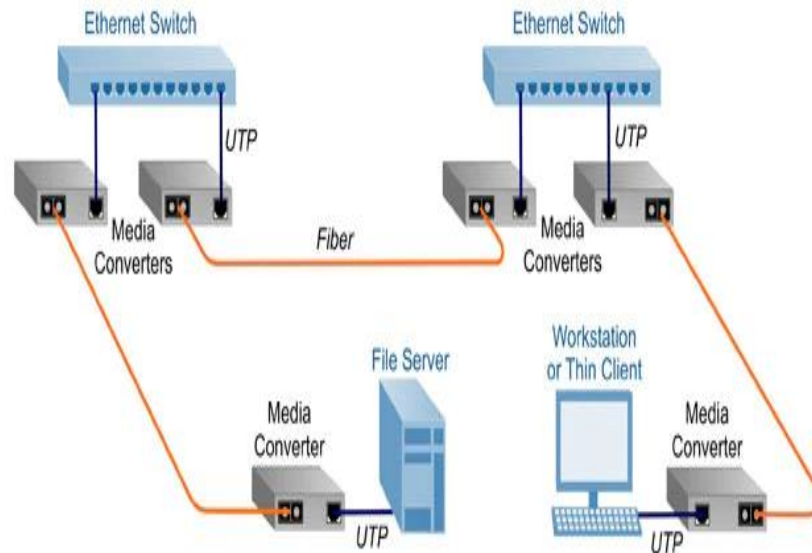 Ethernet Switch
Ethernet Switch
UTP
UTP
Media
Converters
Fiber
Media
Converters
File Server
Workstation
or Thin Client
Media
Converter
Media
Converter
UTP
UTP